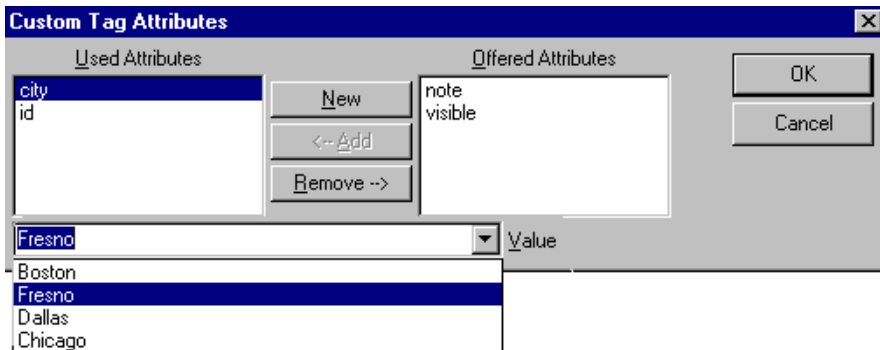 Custom Tag Attributes
Used Attributes
Offered Attributes
city
id
New
<-- Add
Remove -->
note
visible
OK
Cancel
Fresno
Value
Boston
Fresno
Dallas
Chicago